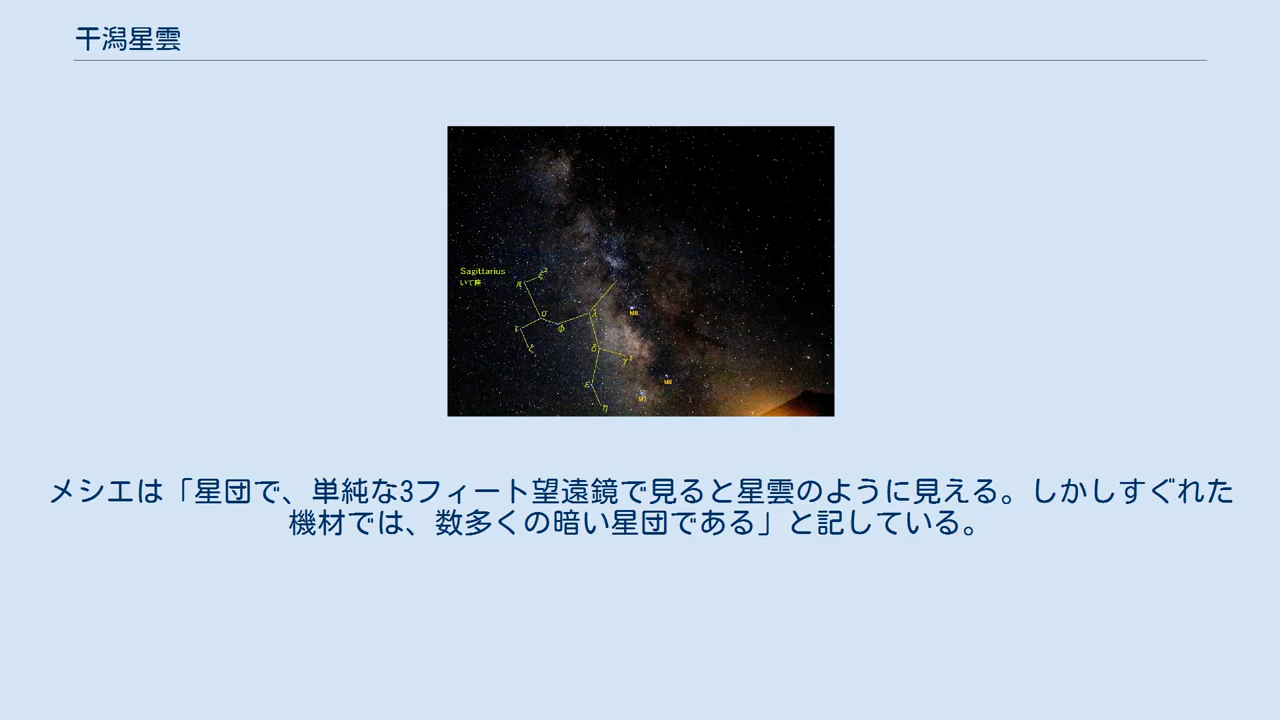 干潟星雲
Sagittarius
いて座
M8
M6
M7
メシエは「星団で、単純な3フィート望遠鏡で見ると星雲のように見える。しかしすぐれた
機材では、数多くの暗い星団である」と記している。